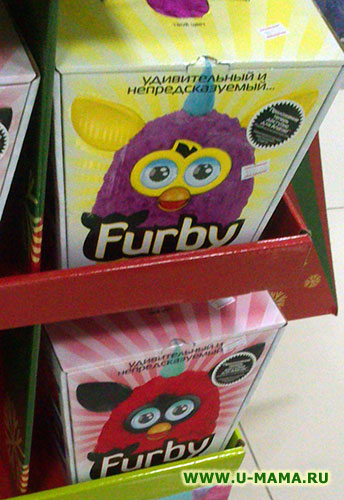 удивительный и
непредсказуемый...
Furby
удивительный и
непредсказуемый
Furby
WWW.U-MAMA.RU